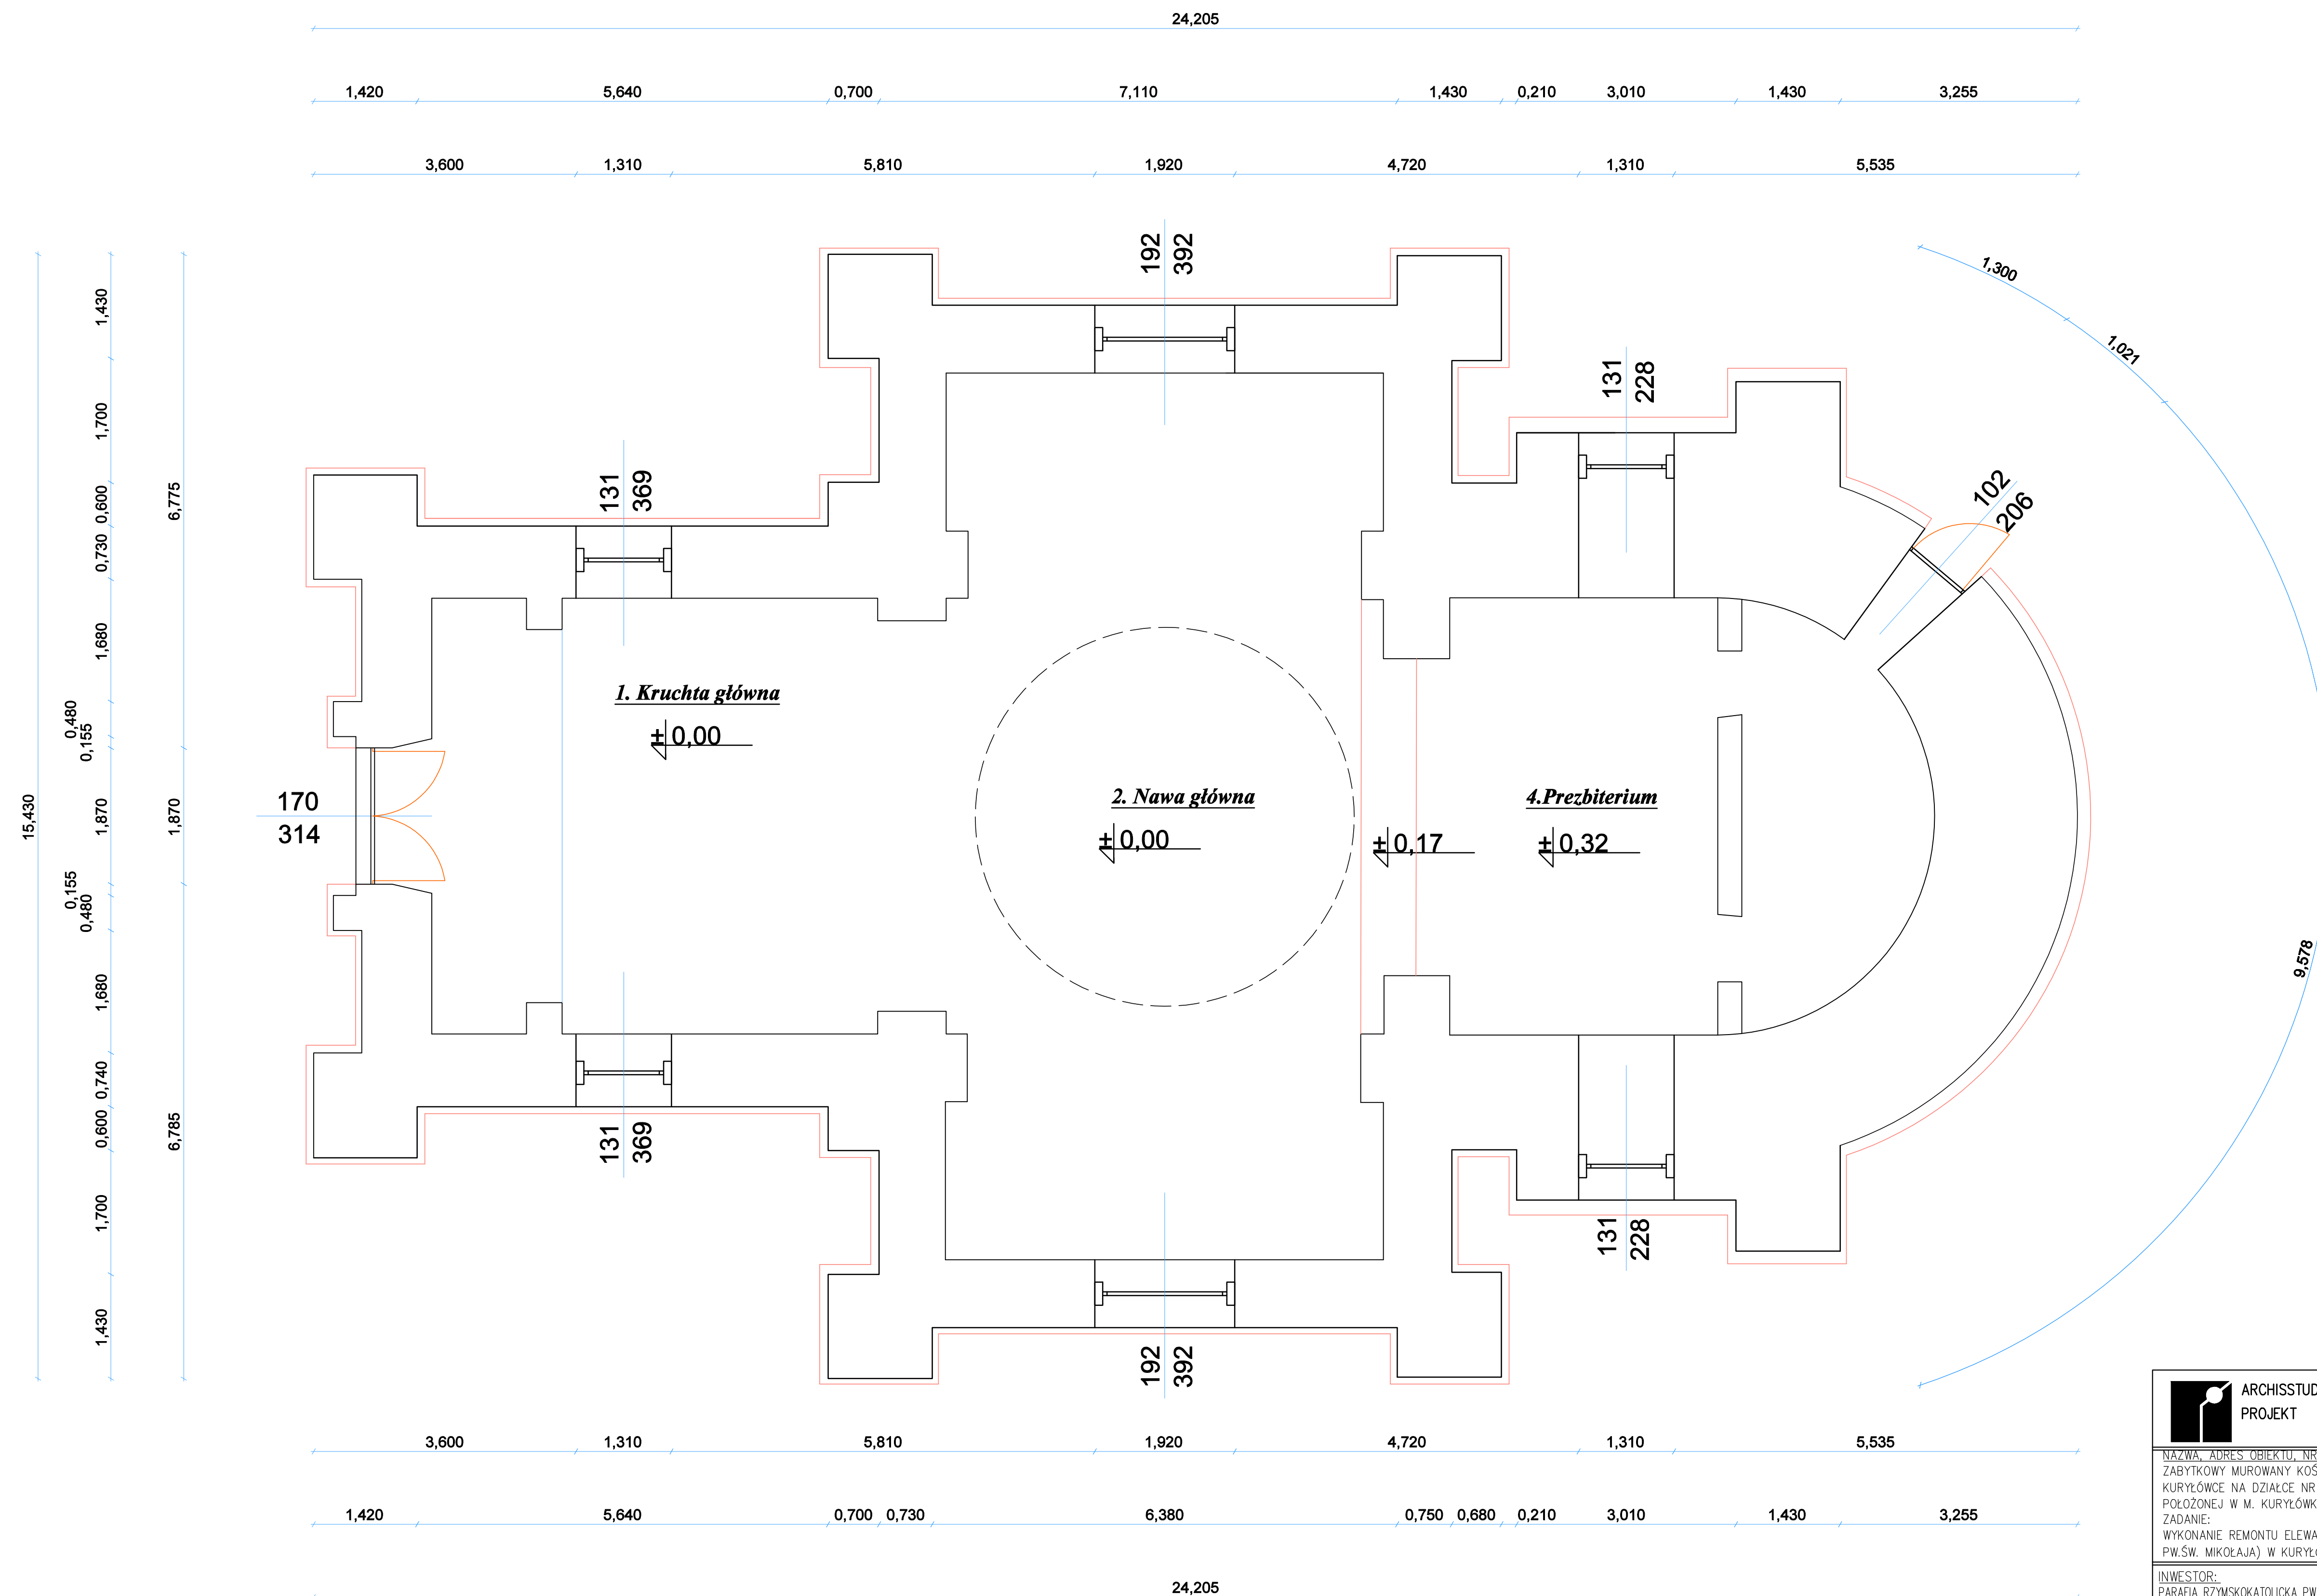 24,205
1,420 5,640 0,700 7,110 1,430 0,210 3,010 1,430 3,255
3,600 1,310 5,810 1,920 4,720 1,310 5,535
192
392
1,300
1,021
131
228
131
369
102
206
1,430
1,700
0,600
0,730
1,680
0,480
0,155
1,870
0,155
0,480
1,680
0,740
0,600
1,700
1,430
6,775
1,870
6,785
15,430
1. Kruchta główna
± 0,00
170
314
2. Nawa główna
± 0,00
± 0,17
4.Prezbiterium
± 0,32
9,578
131
369
131
228
192
392
3,600 1,310 5,810 1,920 4,720 1,310 5,535
1,420 5,640 0,700 0,730 6,380 0,750 0,680 0,210 3,010 1,430 3,255
24,205
ARCHISSTUD
PROJEKT
NAZWA, ADRES OBIEKTU, NR
ZABYTKOWY MUROWANY KOŚ
KURYŁÓWCE NA DZIAŁCE NR
POŁOŻONEJ W M. KURYŁÓWK
ZADANIE:
WYKONANIE REMONTU ELEWA
PW.ŚW. MIKOŁAJA) W KURYŁ
INWESTOR:
PARAFIA RZYMSKOKATOLICKA PW